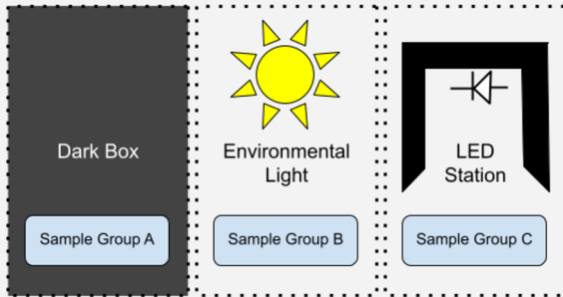 Dark Box
Sample Group A
Environmental
Light
Sample Group B
LED
Station
Sample Group C